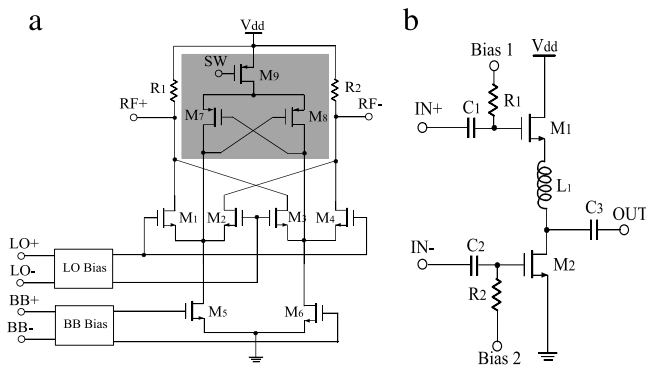 a
b
Vdd
SW
M9
R1
R2
RF+
RF-
M7
M8
M1
M2
M3
M4
LO+
LO-
LO Bias
BB+
BB-
BB Bias
M5
M6
Bias 1
Vdd
IN+
C1
R1
M1
L1
C3
OUT
IN-
C2
M2
R2
Bias 2